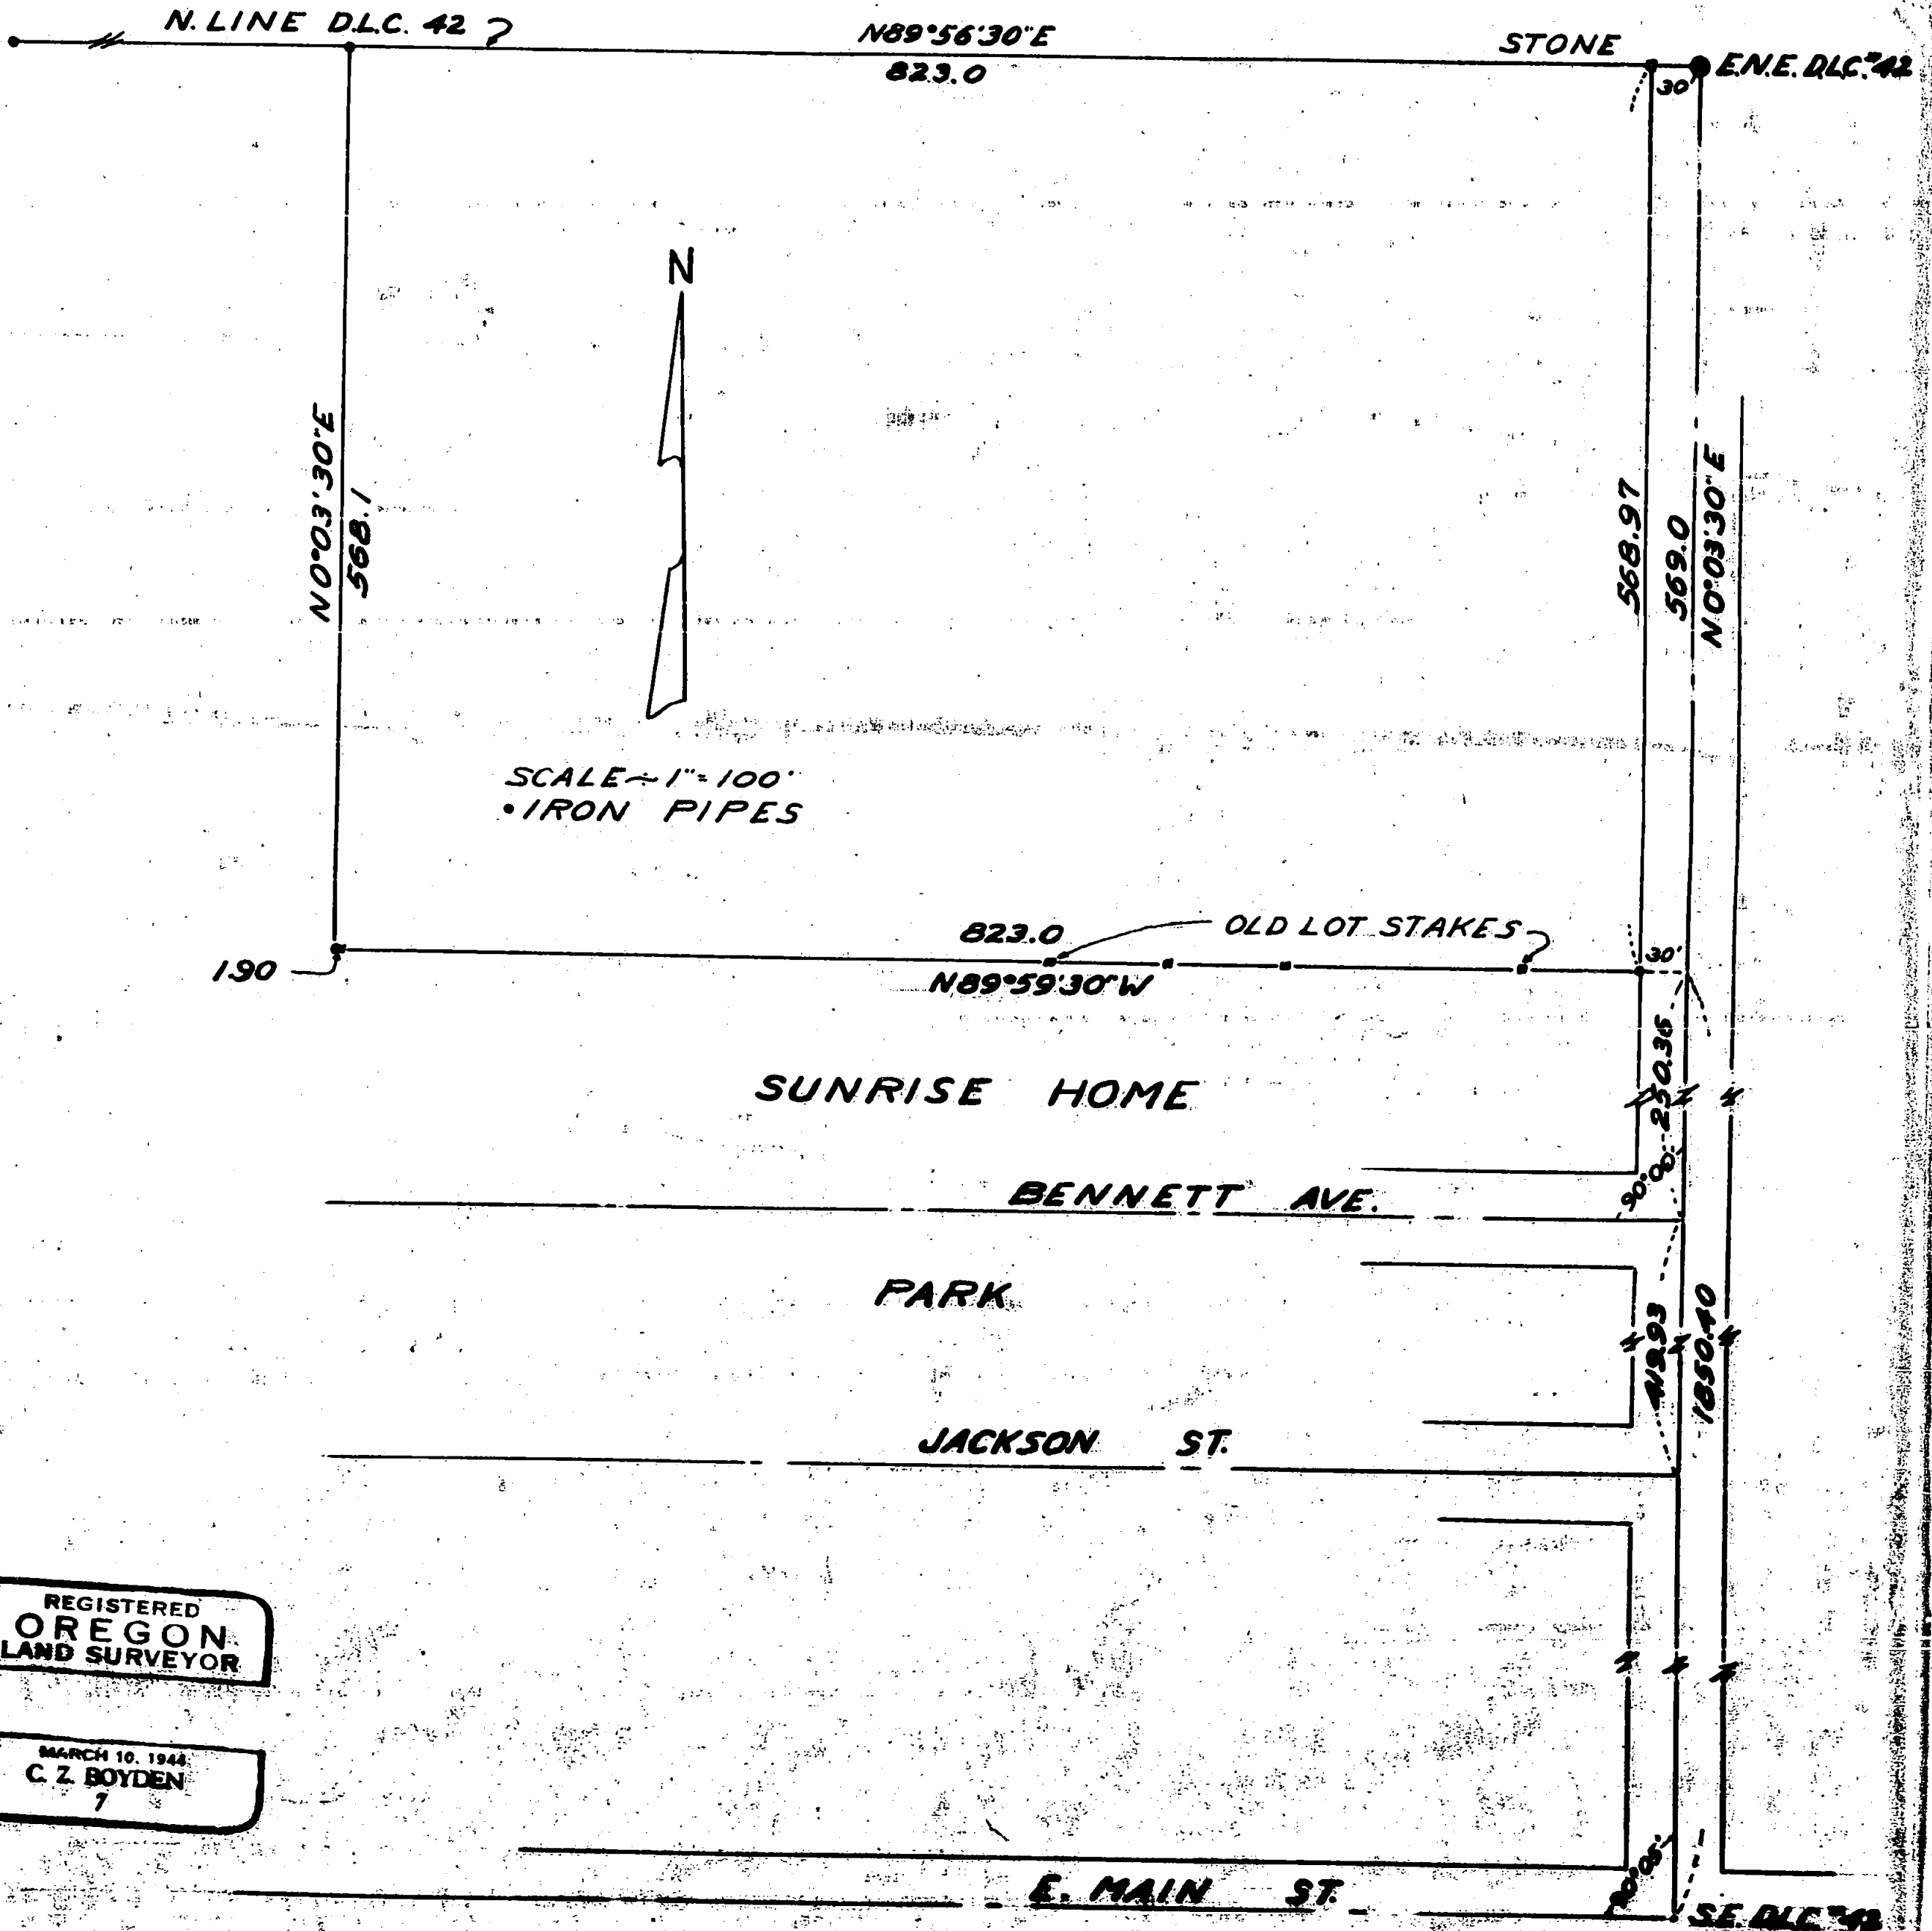 N. LINE D.L.C. 42 ?
N89°56'30"E
823.0
STONE
E.N.E. D.L.C. #42
30'
N
N0°03'30"E
568.1
568.97
569.0
N0°03'30"E
SCALE ~ 1"=100'
• IRON PIPES
823.0
OLD LOT STAKES
N89°59'30"W
30'
190
250.36
SUNRISE HOME
BENNETT AVE.
PARK
1850.40
JACKSON ST.
REGISTERED
OREGON
LAND SURVEYOR
MARCH 10, 1944
C. Z. BOYDEN
7
E. MAIN ST.
S.E. D.L.C. #42